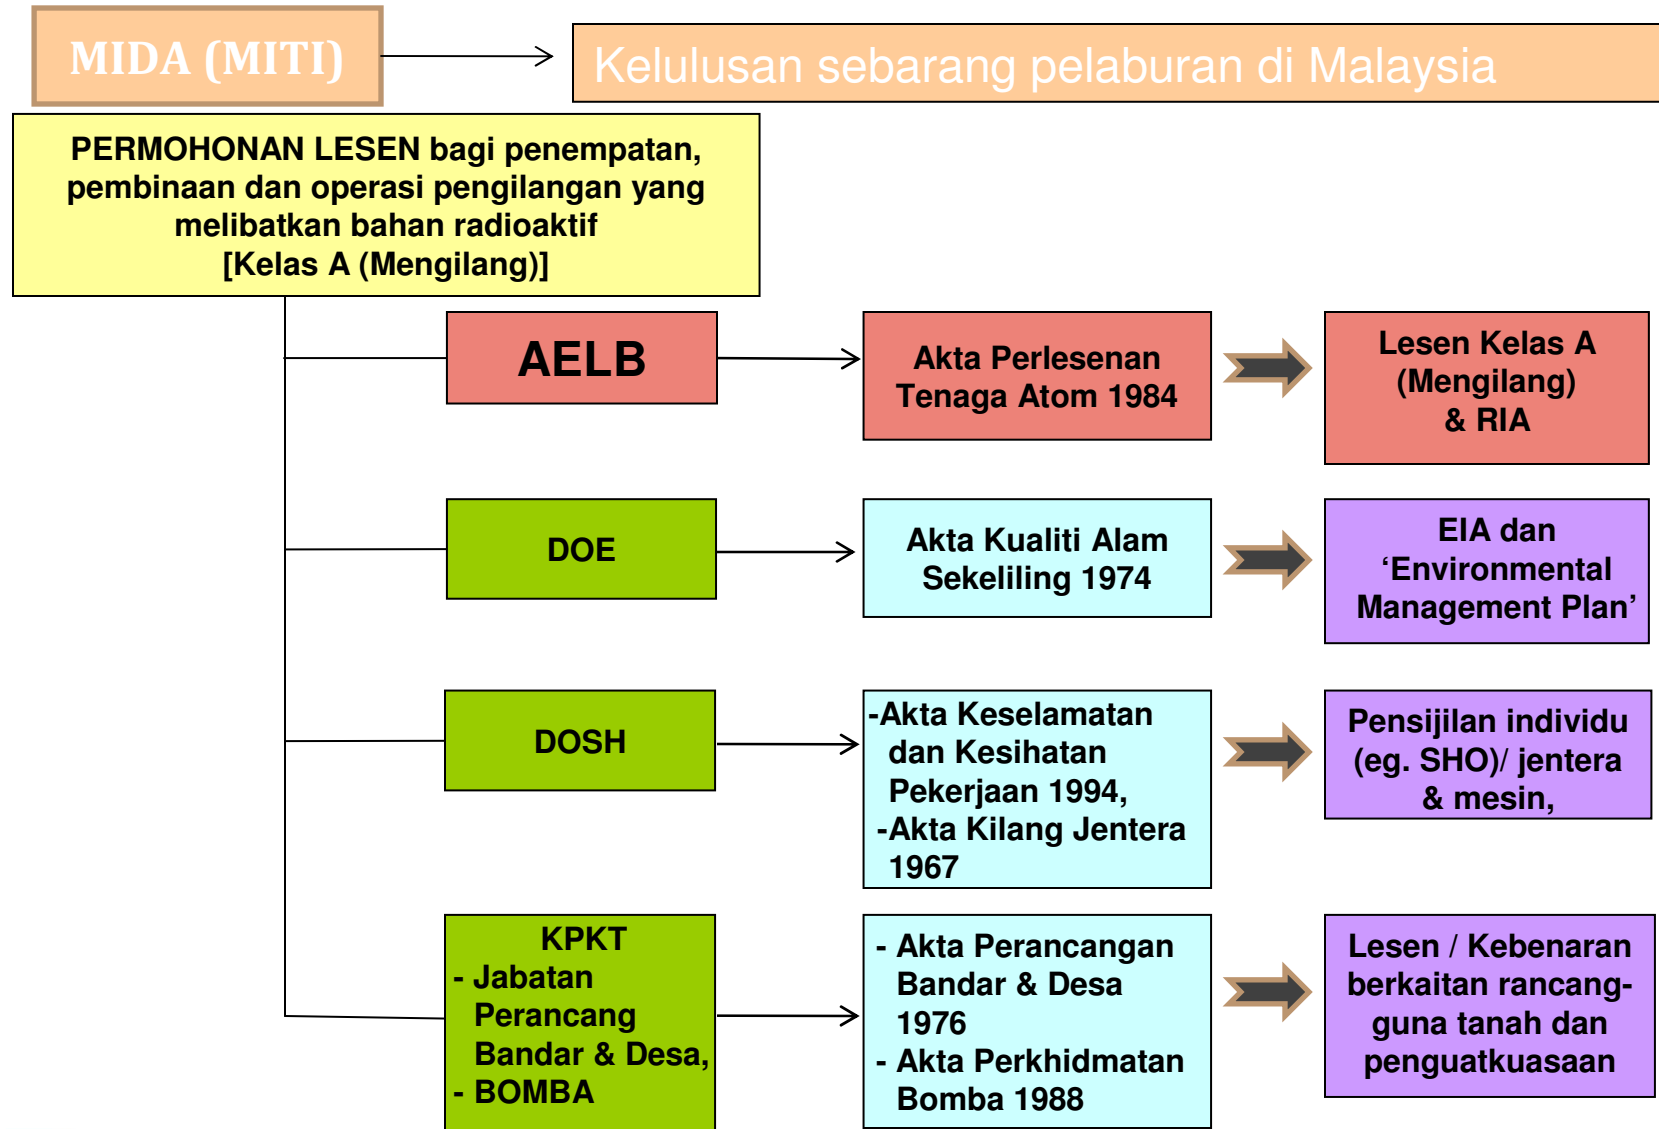 MIDA (MITI)
Kelulusan sebarang pelaburan di Malaysia
PERMOHONAN LESEN bagi penempatan,
pembinaan dan operasi pengilangan yang
melibatkan bahan radioaktif
[Kelas A (Mengilang)]
AELB
Akta Perlesenan
Tenaga Atom 1984
Lesen Kelas A
(Mengilang)
& RIA
DOE
Akta Kualiti Alam
Sekeliling 1974
EIA dan
‘Environmental
Management Plan’
DOSH
-Akta Keselamatan
dan Kesihatan
Pekerjaan 1994,
-Akta Kilang Jentera
1967
Pensijilan individu
(eg. SHO)/ jentera
& mesin,
KPKT
- Jabatan
Perancang
Bandar & Desa,
- BOMBA
- Akta Perancangan
Bandar & Desa
1976
- Akta Perkhidmatan
Bomba 1988
Lesen / Kebenaran
berkaitan rancang-
guna tanah dan
penguatkuasaan